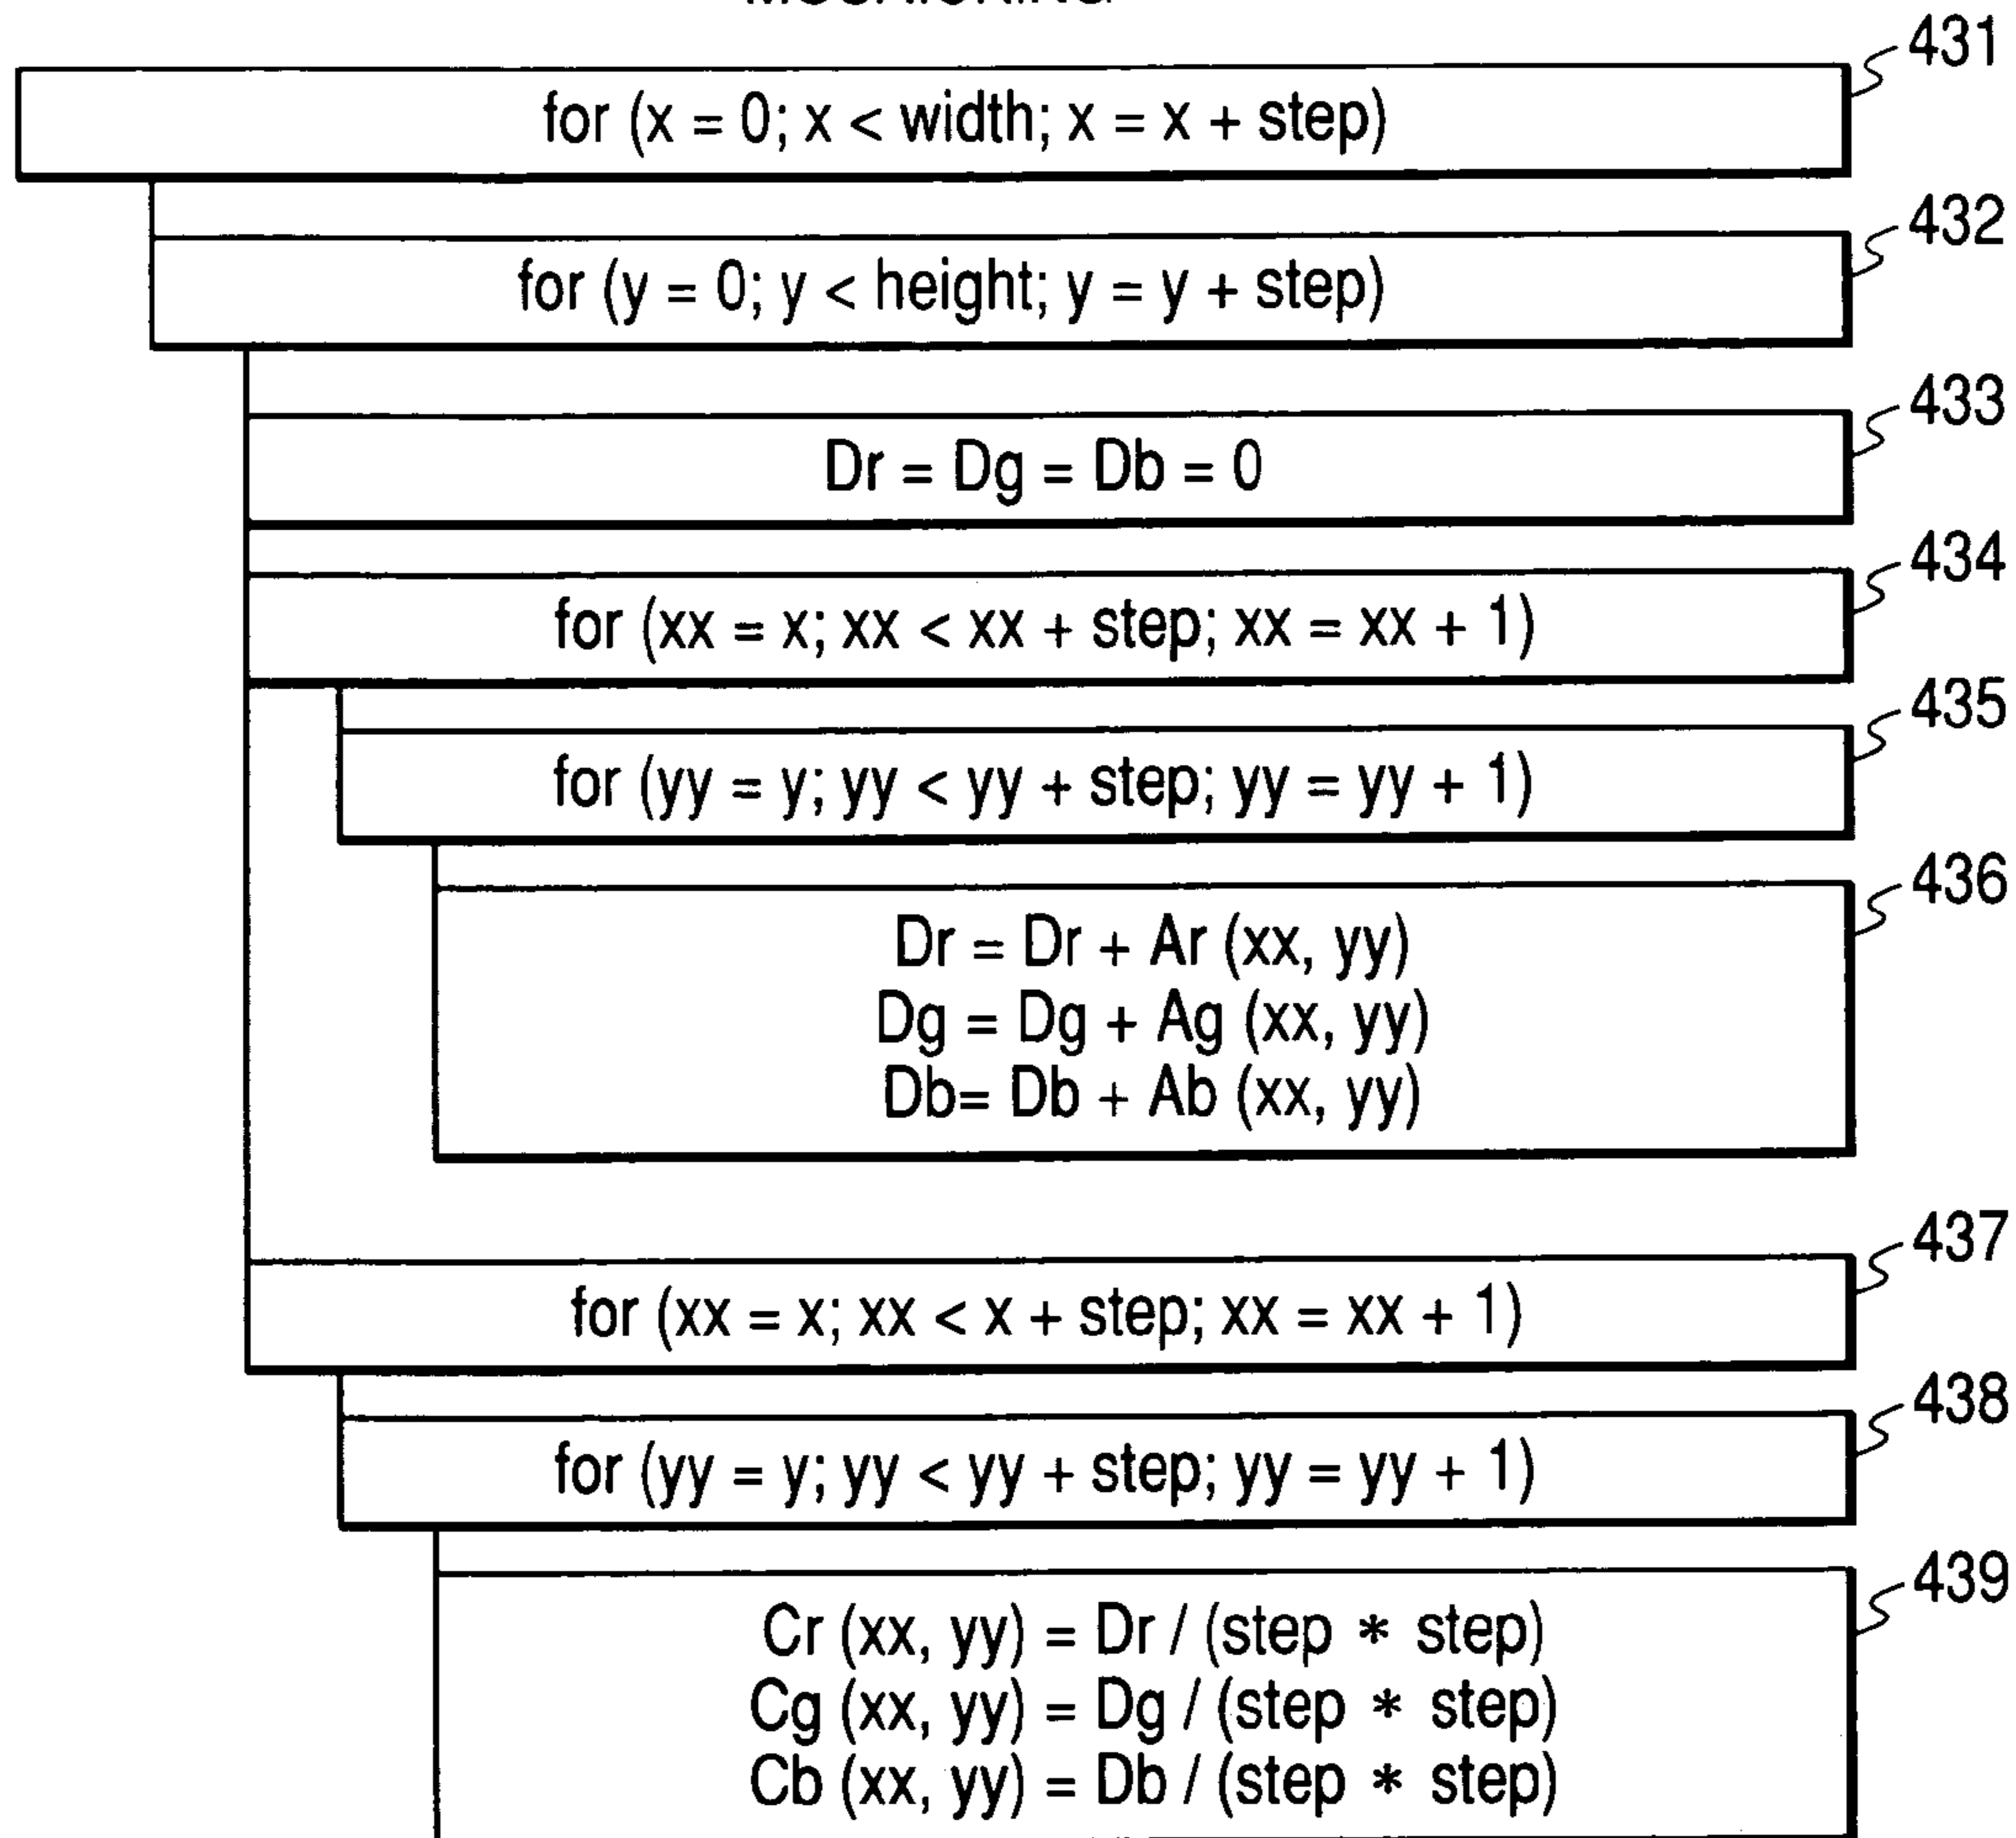 431
for (x = 0; x < width; x = x + step)
432
for (y = 0; y < height; y = y + step)
433
Dr = Dg = Db = 0
434
for (xx = x; xx < xx + step; xx = xx + 1)
435
for (yy = y; yy < yy + step; yy = yy + 1)
436
Dr = Dr + Ar (xx, yy)
Dg = Dg + Ag (xx, yy)
Db= Db + Ab (xx, yy)
437
for (xx = x; xx < x + step; xx = xx + 1)
438
for (yy = y; yy < yy + step; yy = yy + 1)
439
Cr (xx, yy) = Dr / (step * step)
Cg (xx, yy) = Dg / (step * step)
Cb (xx, yy) = Db / (step * step)